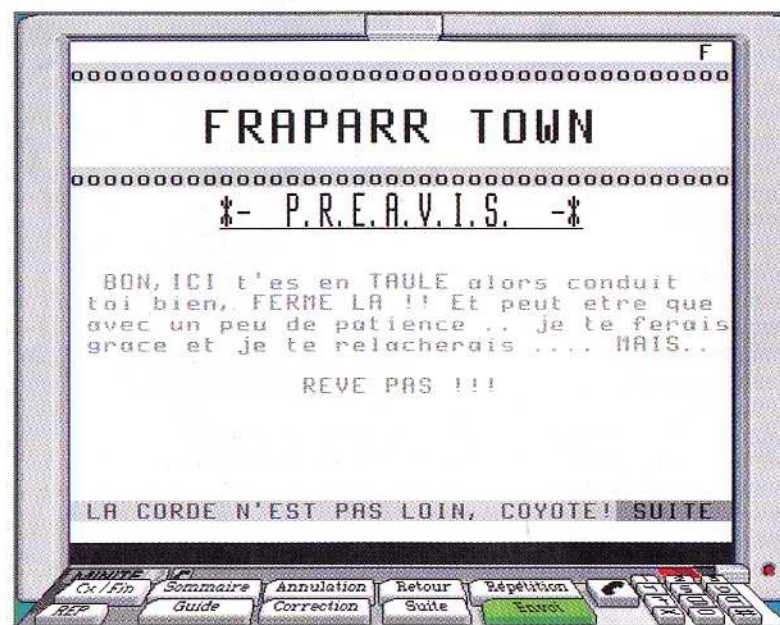 F
ooooooooooooooooooooooooooooooooooooooo
FRAPARR TOWN
ooooooooooooooooooooooooooooooooooooooo
*- P.R.E.A.V.I.S. -*
BON, ICI t'es en TAULE alors conduit
toi bien, FERME LA !! Et peut etre que
avec un peu de patience .. je te ferais
grace et je te relacherais .... MAIS..
REVE PAS !!!
LA CORDE N'EST PAS LOIN, COYOTE! SUITE
Cx / Fin Sommaire Annulation Retour Répétition
REP Guide Correction Suite Envoi